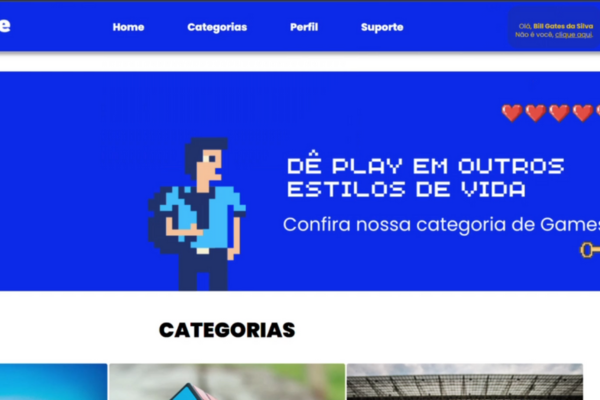 e
Home Categorias Perfil Suporte
Olá, Bill Gates da Silva
Não é você, clique aqui.
DÊ PLAY EM OUTROS
ESTILOS DE VIDA
Confira nossa categoria de Games
CATEGORIAS